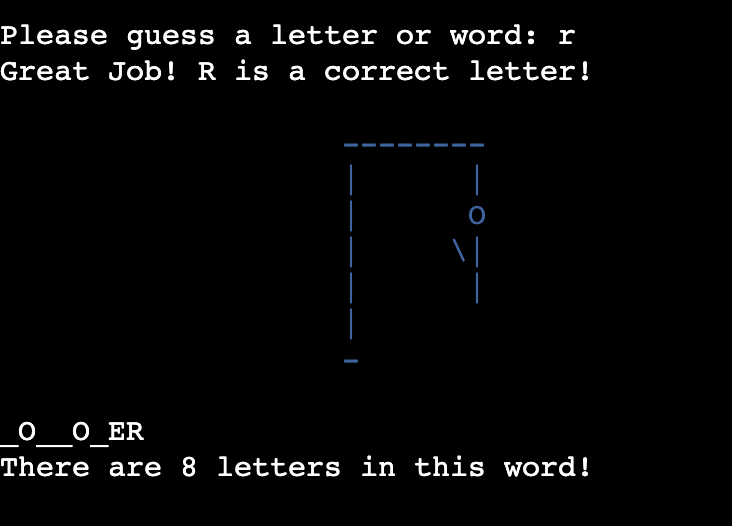 Please guess a letter or word: r
Great Job! R is a correct letter!
--------
|      |
|      O
|     \|
|      |
|
-
_O__O_ER
There are 8 letters in this word!